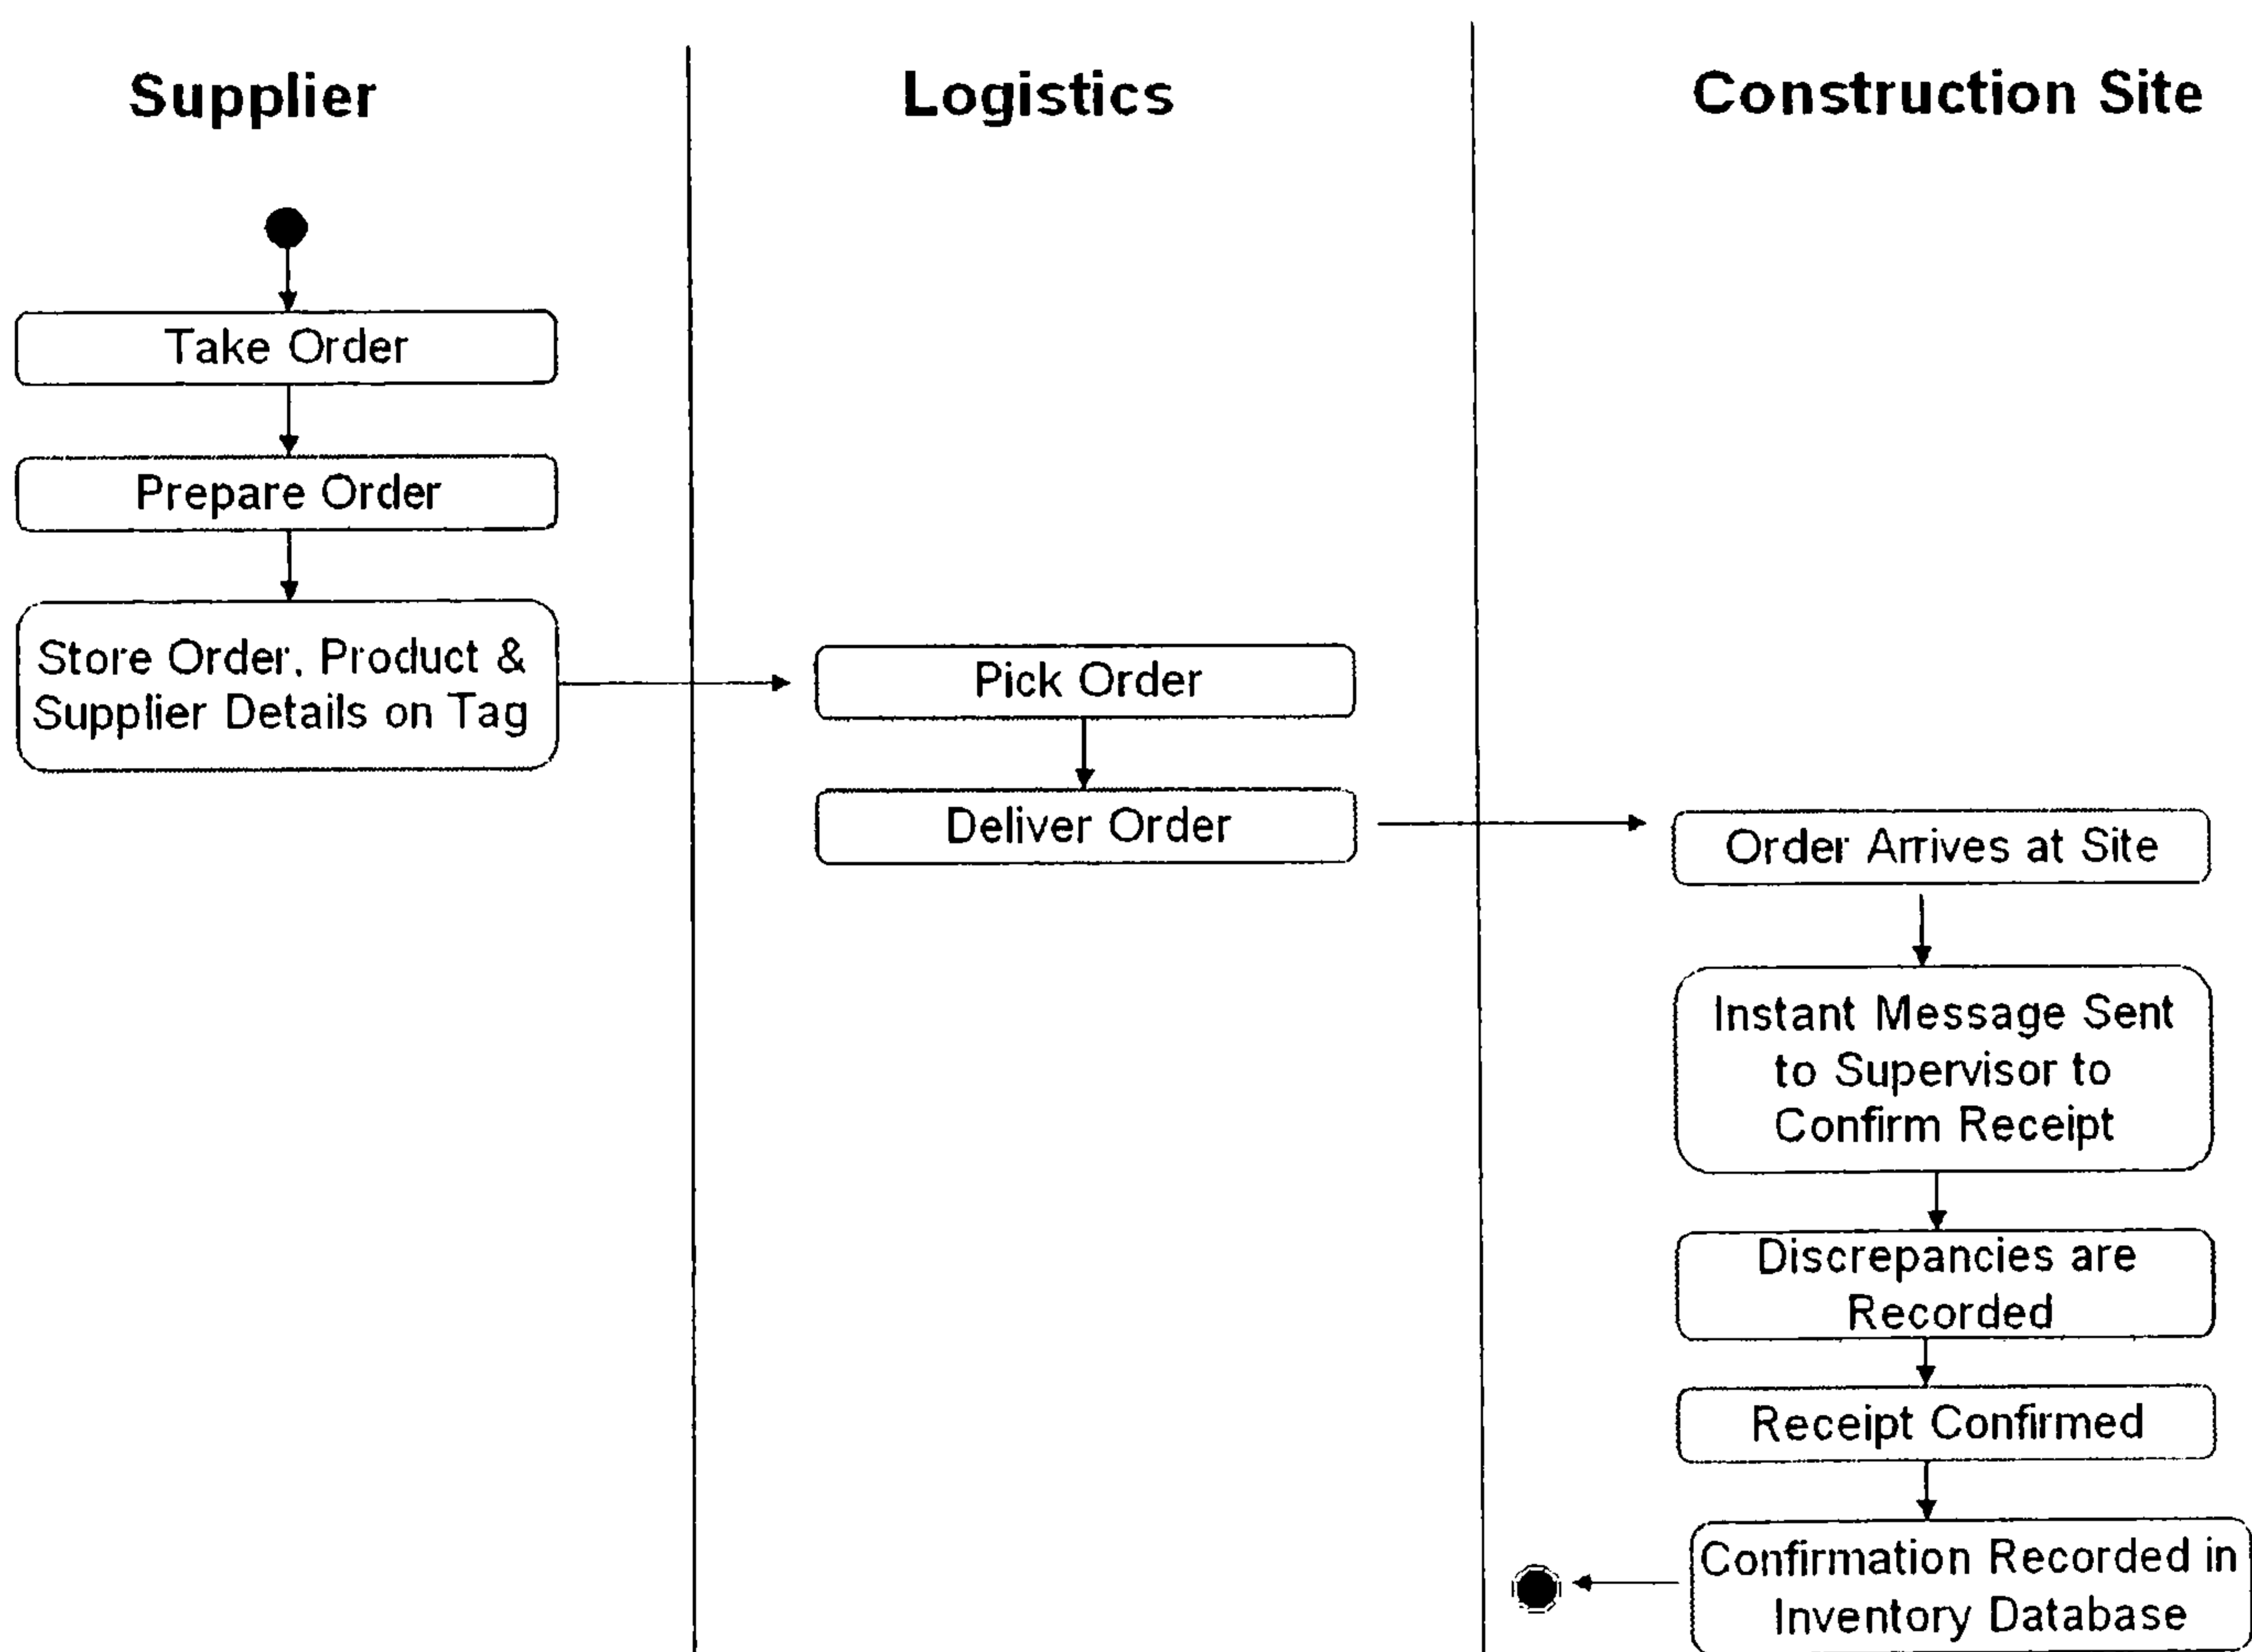 Supplier
Logistics
Construction Site
Take Order
Prepare Order
Store Order, Product &
Supplier Details on Tag
Pick Order
Deliver Order
Order Arrives at Site
Instant Message Sent
to Supervisor to
Confirm Receipt
Discrepancies are
Recorded
Receipt Confirmed
Confirmation Recorded in
Inventory Database